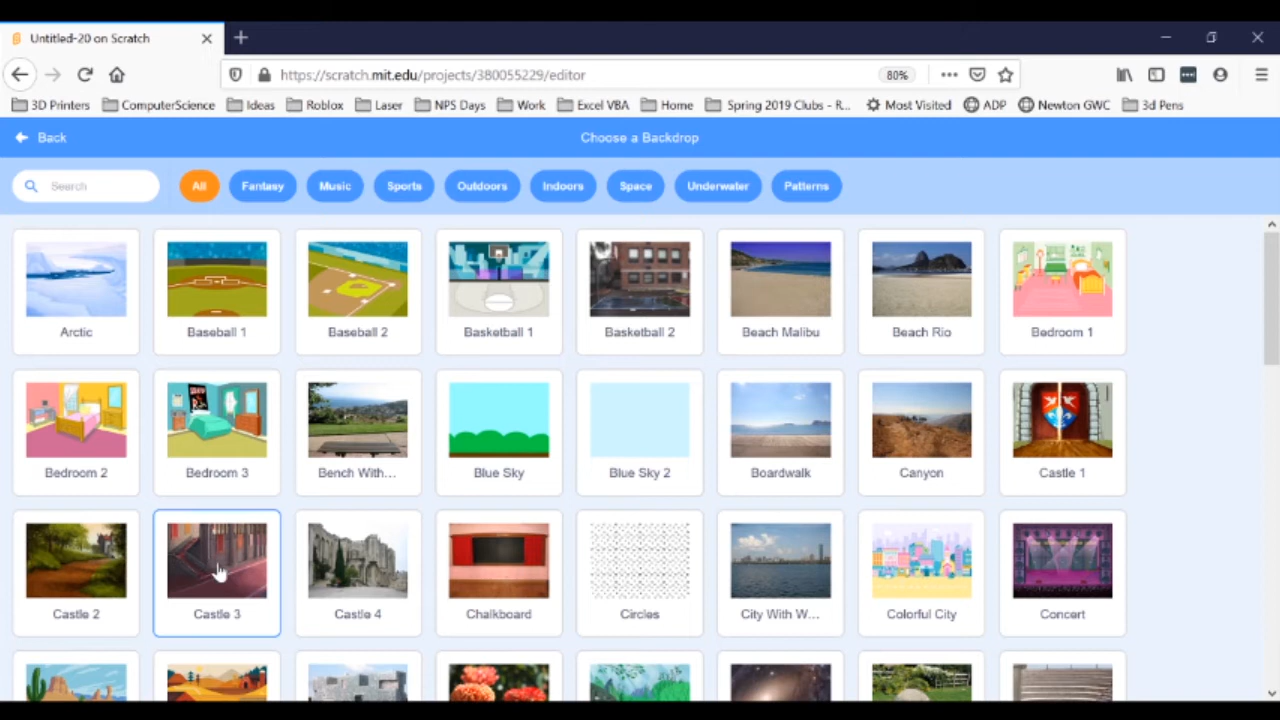 Untitled-20 on Scratch
https://scratch.mit.edu/projects/380055229/editor
80%
3D Printers ComputerScience Ideas Roblox Laser NPS Days Work Excel VBA Home Spring 2019 Clubs - R... Most Visited ADP Newton GWC 3d Pens
Back
Choose a Backdrop
Search All Fantasy Music Sports Outdoors Indoors Space Underwater Patterns
Arctic Baseball 1 Baseball 2 Basketball 1 Basketball 2 Beach Malibu Beach Rio Bedroom 1
Bedroom 2 Bedroom 3 Bench With... Blue Sky Blue Sky 2 Boardwalk Canyon Castle 1
Castle 2 Castle 3 Castle 4 Chalkboard Circles City With W... Colorful City Concert